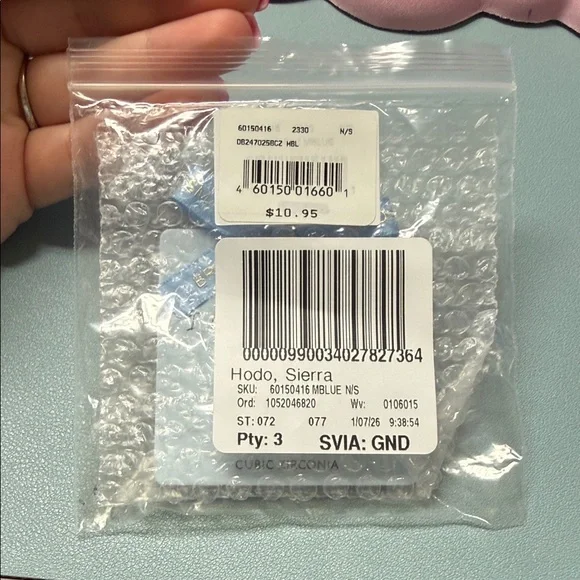 60150416 2330 N/S
DB247025BC2 MBL
4 60150 01660 1
$10.95
00000990034027827364
Hodo, Sierra
SKU: 60150416 MBLUE N/S
Ord: 1052046820 Wv: 0106015
ST: 072 077 1/07/26 9:38:54
Pty: 3 SVIA: GND
CUBIC ZIRCONIA